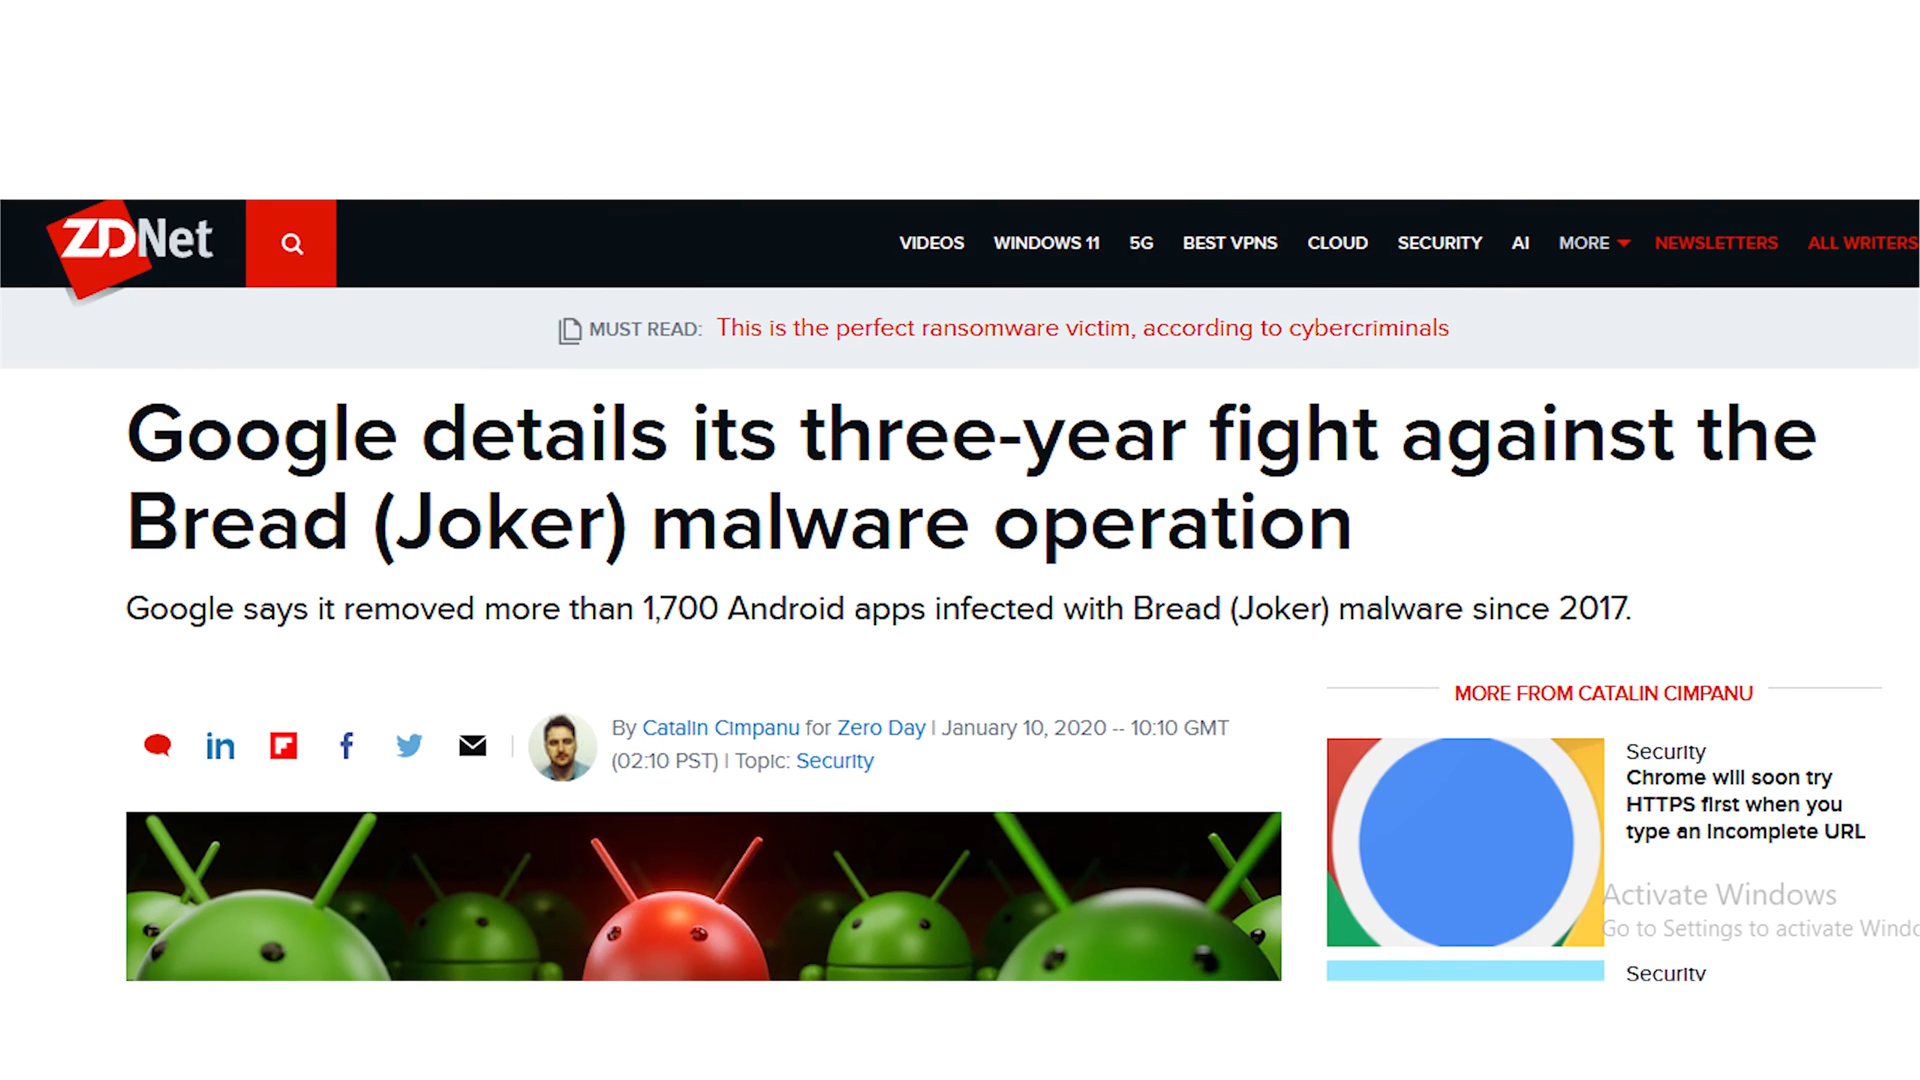 ZDNet
VIDEOS WINDOWS 11 5G BEST VPNS CLOUD SECURITY AI MORE NEWSLETTERS ALL WRITERS
MUST READ: This is the perfect ransomware victim, according to cybercriminals
Google details its three-year fight against the
Bread (Joker) malware operation
Google says it removed more than 1,700 Android apps infected with Bread (Joker) malware since 2017.
By Catalin Cimpanu for Zero Day | January 10, 2020 -- 10:10 GMT
(02:10 PST) | Topic: Security
MORE FROM CATALIN CIMPANU
Security
Chrome will soon try
HTTPS first when you
type an incomplete URL
Activate Windows
Go to Settings to activate Windo
Security